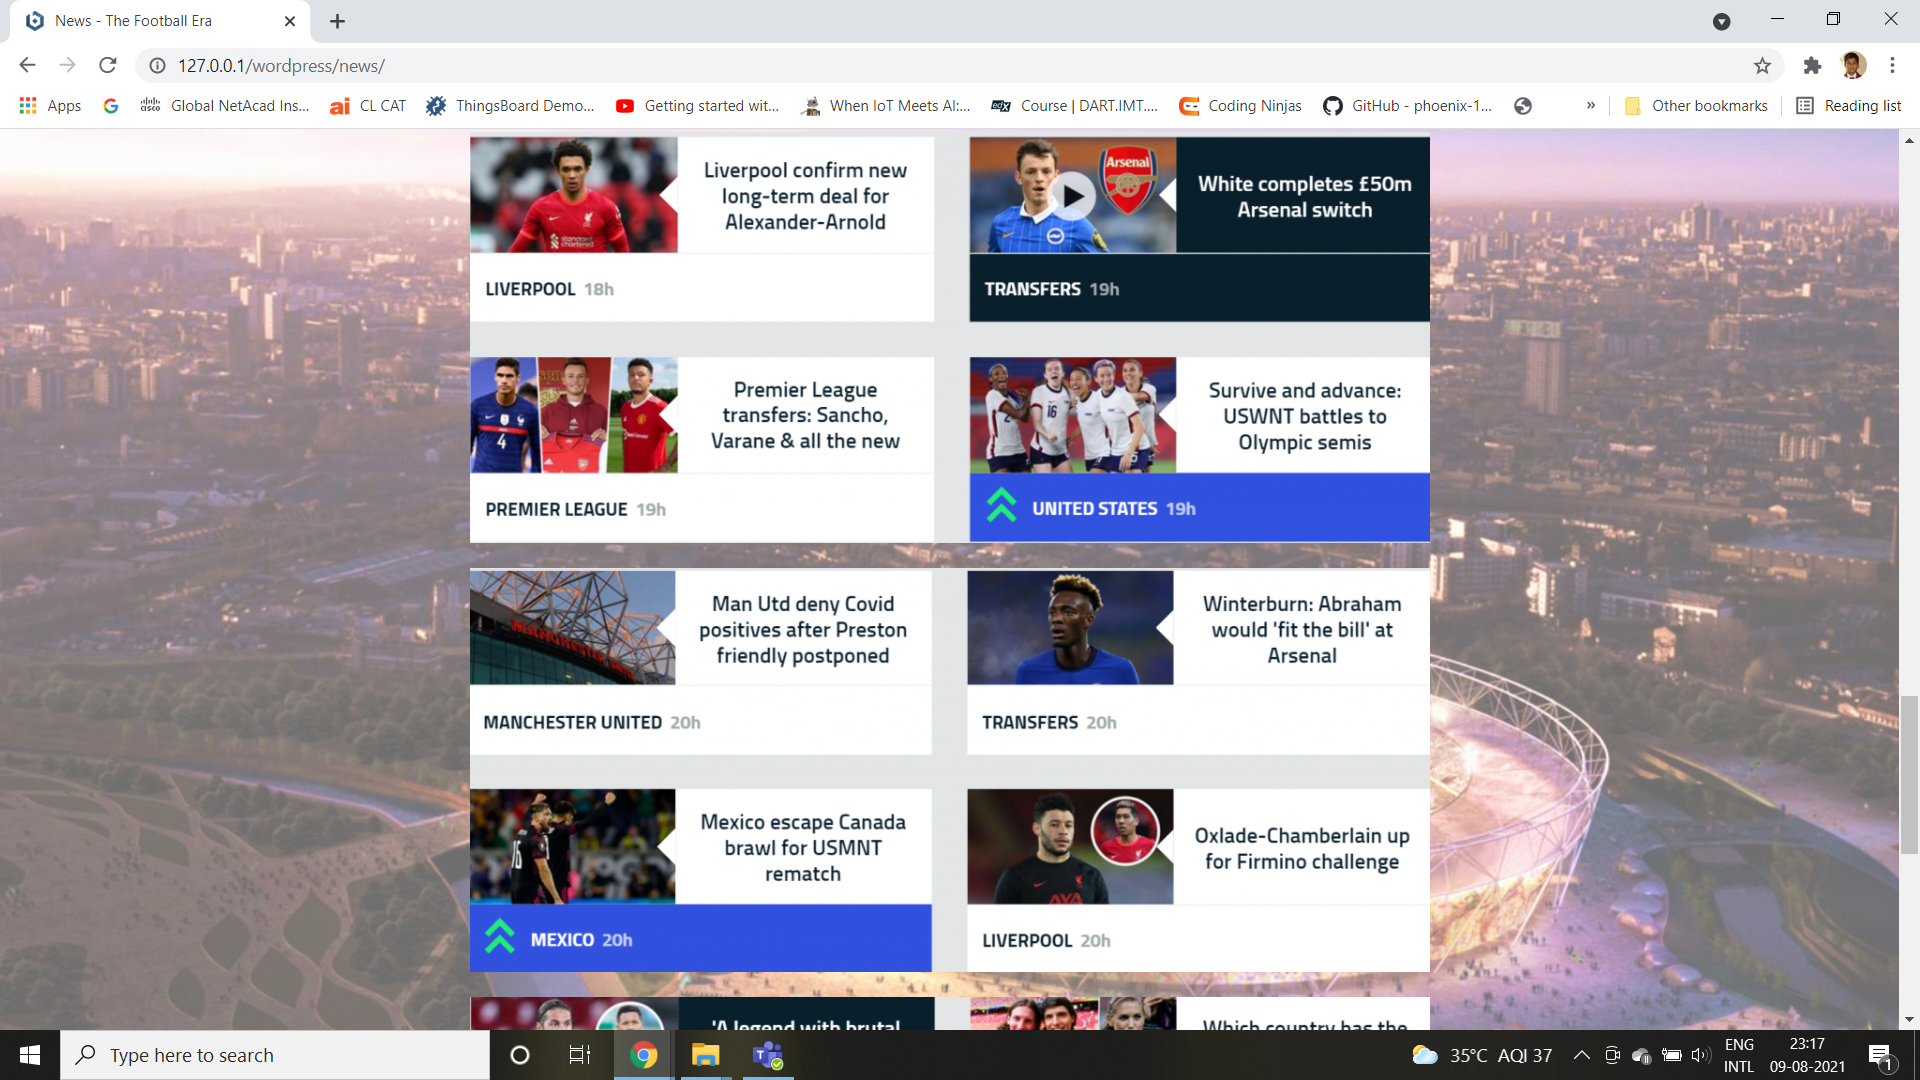 News - The Football Era
127.0.0.1/wordpress/news/
Apps
Global NetAcad Ins...
CL CAT
ThingsBoard Demo...
Getting started wit...
When IoT Meets AI:...
Course | DART.IMT....
Coding Ninjas
GitHub - phoenix-1...
»
Other bookmarks
Reading list
Liverpool confirm new
long-term deal for
Alexander-Arnold
LIVERPOOL 18h
Arsenal
White completes £50m
Arsenal switch
TRANSFERS 19h
Premier League
transfers: Sancho,
Varane & all the new
PREMIER LEAGUE 19h
Survive and advance:
USWNT battles to
Olympic semis
UNITED STATES 19h
Man Utd deny Covid
positives after Preston
friendly postponed
MANCHESTER UNITED 20h
Winterburn: Abraham
would 'fit the bill' at
Arsenal
TRANSFERS 20h
Mexico escape Canada
brawl for USMNT
rematch
MEXICO 20h
Oxlade-Chamberlain up
for Firmino challenge
LIVERPOOL 20h
'A legend with brutal
Which country has the
Type here to search
35°C AQI 37
ENG
INTL
23:17
09-08-2021
1